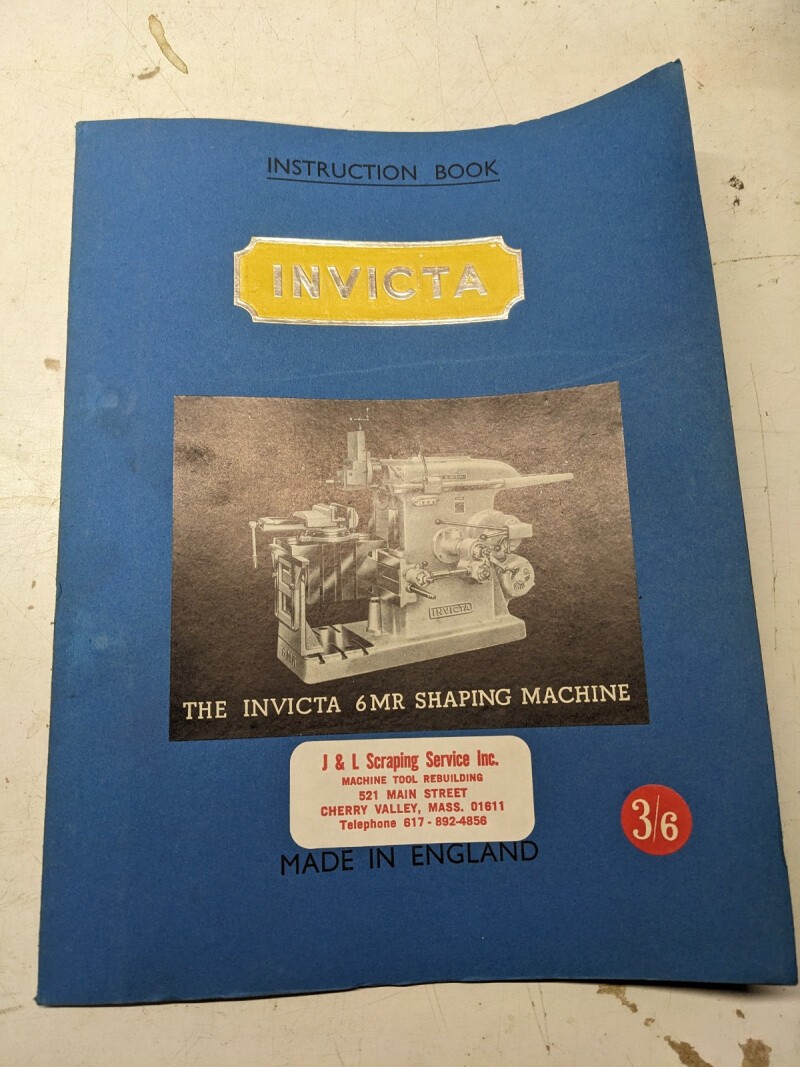 INSTRUCTION BOOK
INVICTA
INVICTA
6MR
THE INVICTA 6MR SHAPING MACHINE
J & L Scraping Service Inc.
MACHINE TOOL REBUILDING
521 MAIN STREET
CHERRY VALLEY, MASS. 01611
Telephone 617-892-4856
3/6
MADE IN ENGLAND